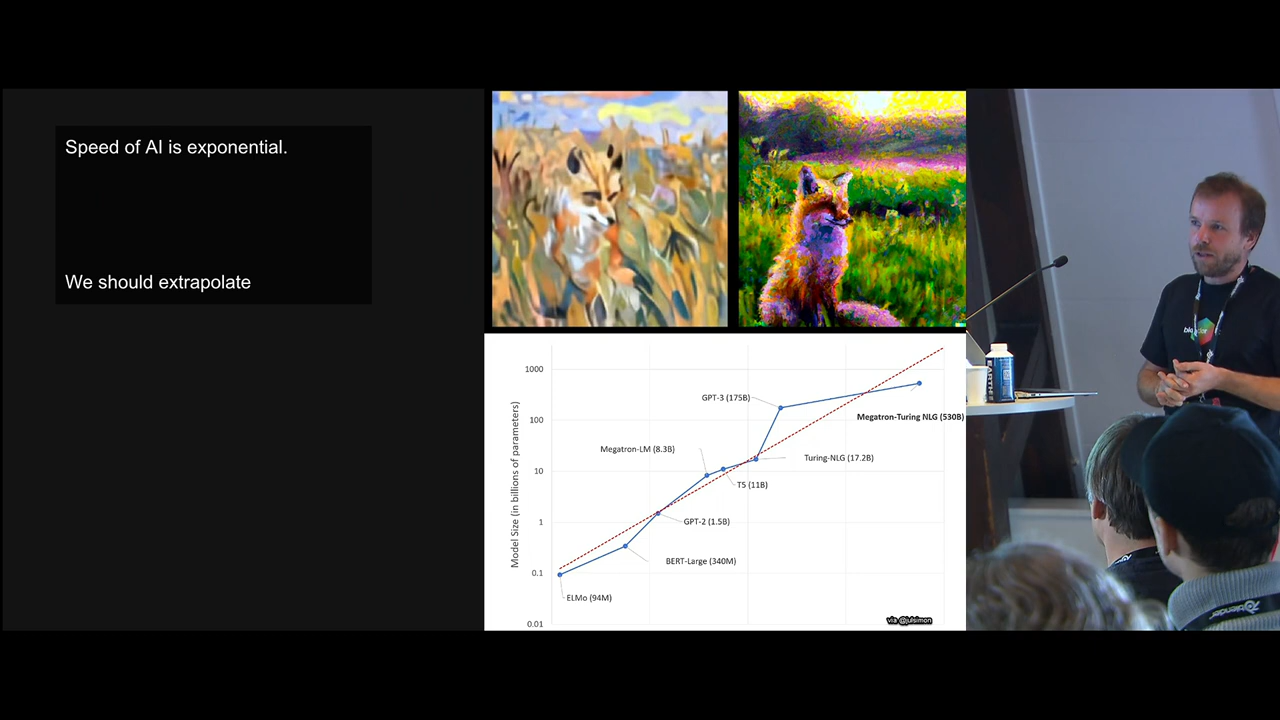 Speed of AI is exponential.
We should extrapolate
Model Size (in billions of parameters)
1000
100
10
1
0.1
0.01
GPT-3 (175B)
Megatron-Turing NLG (530B)
Megatron-LM (8.3B)
Turing-NLG (17.2B)
T5 (11B)
GPT-2 (1.5B)
BERT-Large (340M)
ELMo (94M)
via @julsimon
blender